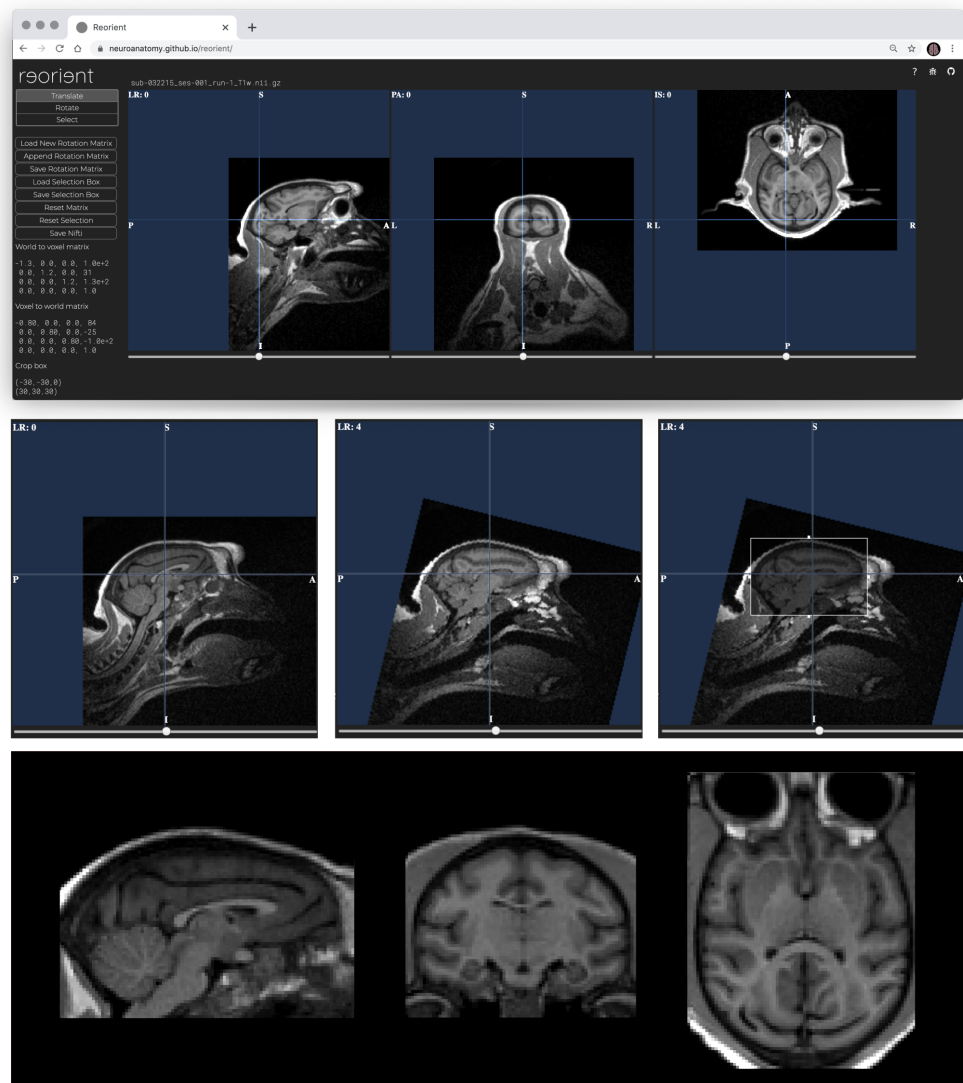 Reorient
neuroanatomy.github.io/reorient/
reorient
sub-032215_ses-001_run-1_T1w.nii.gz
?
Translate
Rotate
Select
Load New Rotation Matrix
Append Rotation Matrix
Save Rotation Matrix
Load Selection Box
Save Selection Box
Reset Matrix
Reset Selection
Save Nifti
World to voxel matrix
-1.3, 0.0, 0.0, 1.0e+2
0.0, 1.2, 0.0, 31
0.0, 0.0, 1.2, 1.3e+2
0.0, 0.0, 0.0, 1.0
Voxel to world matrix
-0.80, 0.0, 0.0, 84
0.0, 0.80, 0.0,-25
0.0, 0.0, 0.80,-1.0e+2
0.0, 0.0, 0.0, 1.0
Crop box
(-30,-30,0)
(30,30,30)
LR: 0
S
P
A
I
PA: 0
S
L
R
I
IS: 0
A
L
R
P
LR: 0
S
P
A
I
LR: 4
S
P
A
I
LR: 4
S
P
A
I